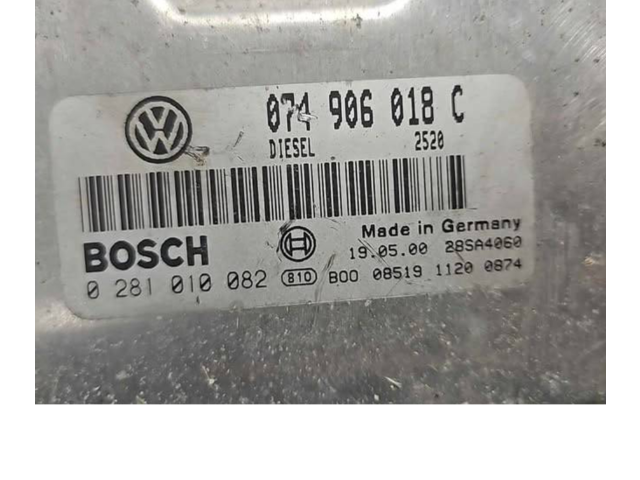 074 906 018 C
DIESEL 2520
BOSCH Made in Germany
19.05.00 28SA4060
0 281 010 082 810 B00 08519 1120 0874